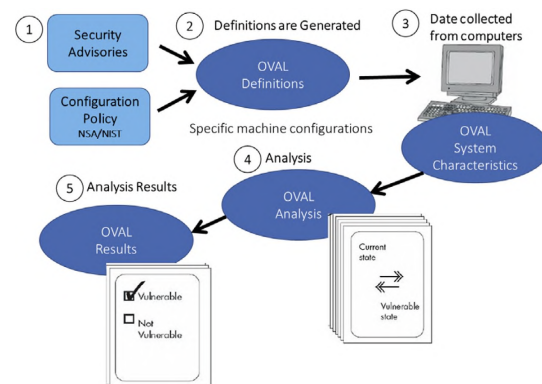 1
Security
Advisories
Configuration
Policy
NSA/NIST
2
Definitions are Generated
OVAL
Definitions
Specific machine configurations
3
Date collected
from computers
OVAL
System
Characteristics
4
Analysis
OVAL
Analysis
Current
state
Vulnerable
state
5
Analysis Results
OVAL
Results
Vulnerable
Not
Vulnerable